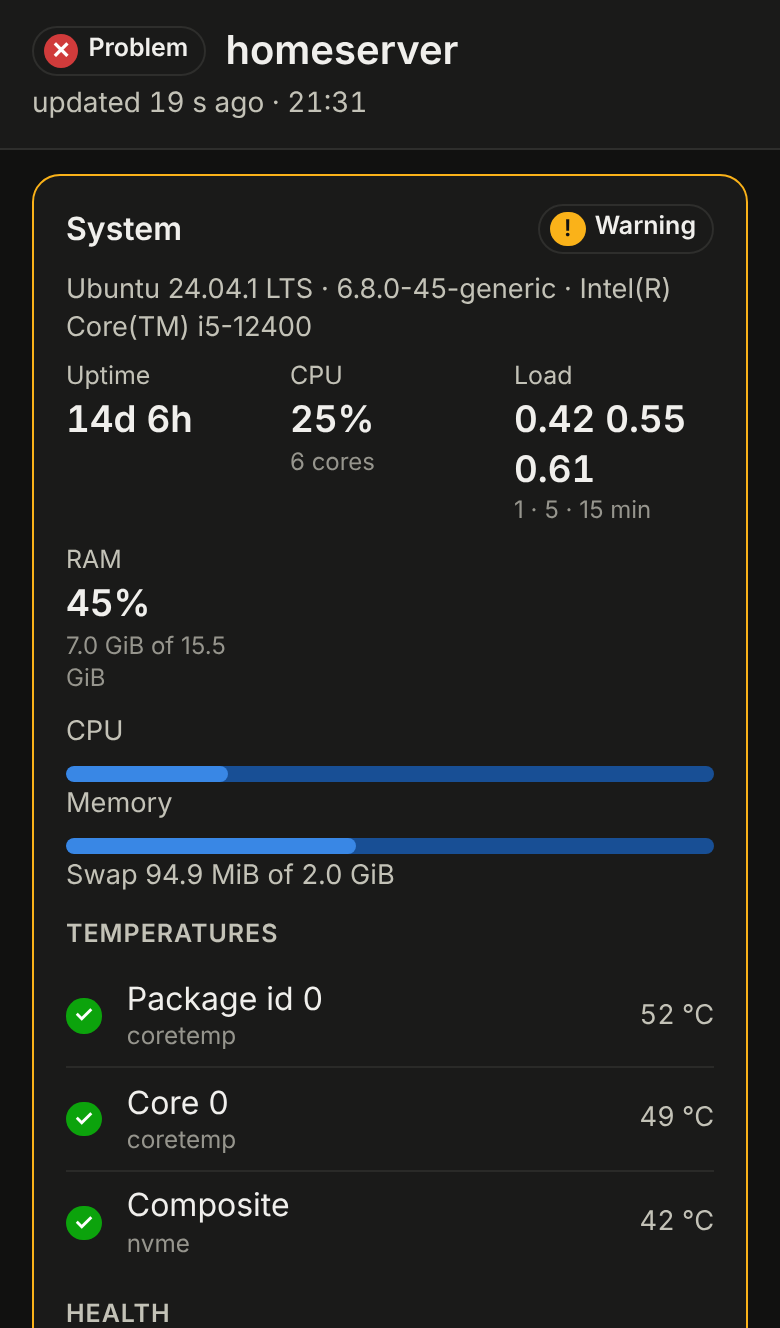 Problem homeserver
updated 19 s ago · 21:31
System
Warning
Ubuntu 24.04.1 LTS · 6.8.0-45-generic · Intel(R)
Core(TM) i5-12400
Uptime
14d 6h
CPU
25%
6 cores
Load
0.42 0.55
0.61
1 · 5 · 15 min
RAM
45%
7.0 GiB of 15.5
GiB
CPU
Memory
Swap 94.9 MiB of 2.0 GiB
TEMPERATURES
Package id 0
coretemp
52 °C
Core 0
coretemp
49 °C
Composite
nvme
42 °C
HEALTH